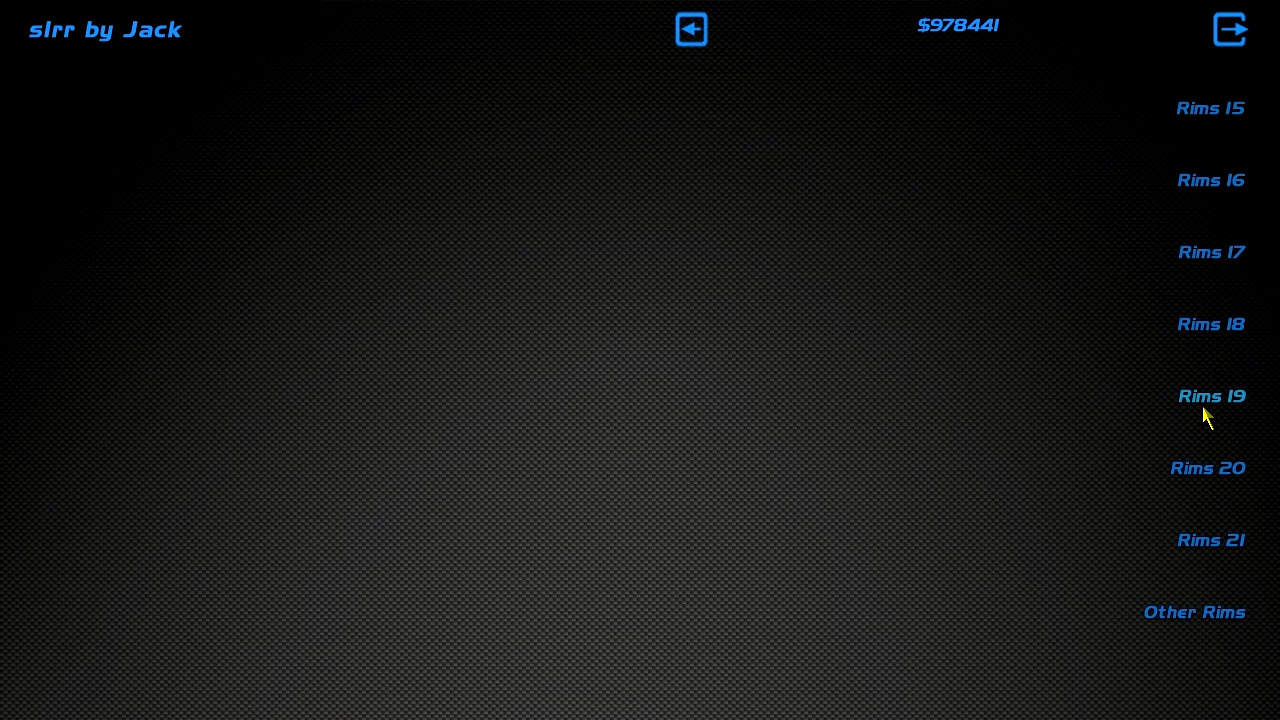 slrr by Jack
$978441
Rims 15
Rims 16
Rims 17
Rims 18
Rims 19
Rims 20
Rims 21
Other Rims